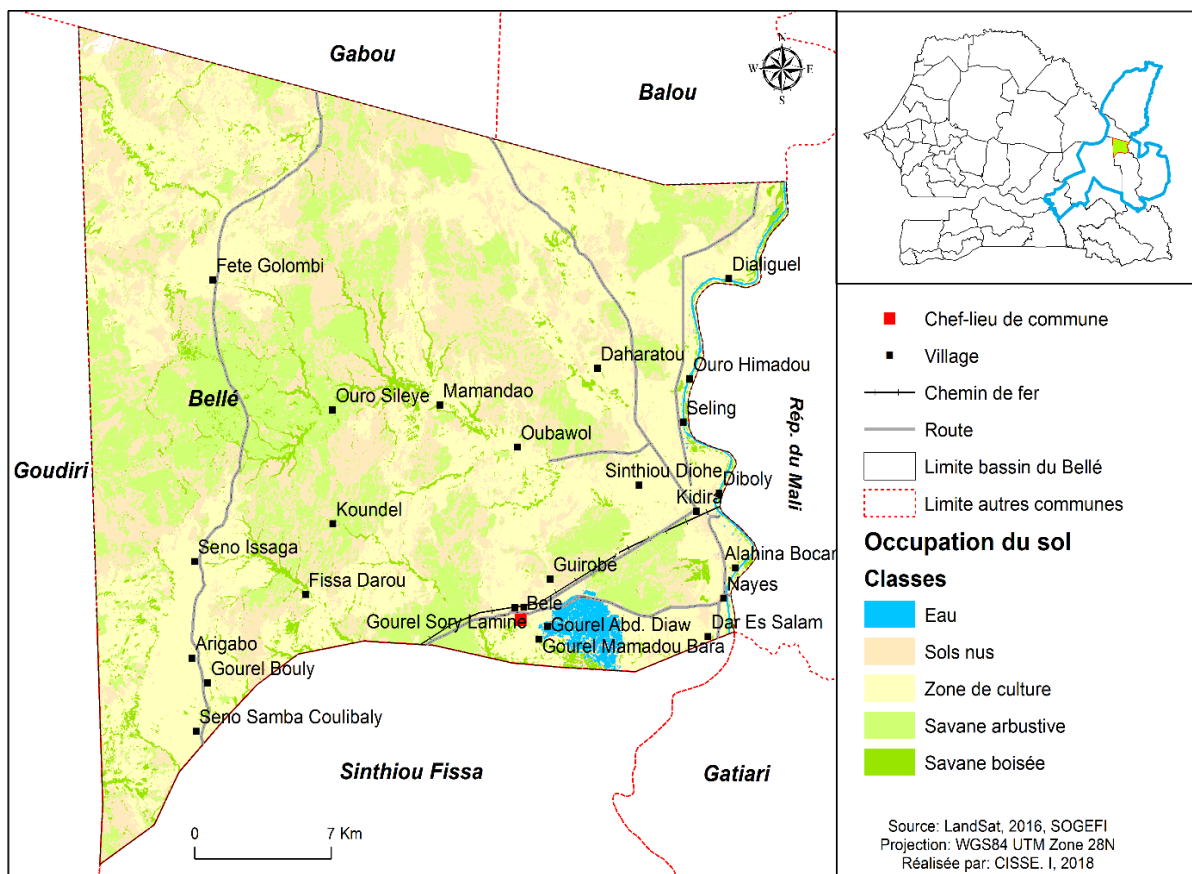 Gabou
Balou
N
W
E
S
Dialiguel
Fete Golombi
Daharatou
Ouro Himadou
Bellé
Ouro Sileye
Mamandao
Seling
Rép. du Mali
Oubawol
Goudiri
Sinthiou Diohe
Diboly
Kidira
Koundel
Seno Issaga
Guirobe
Alahina Bocar
Fissa Darou
Nayes
Bele
Gourel Sory Lamine
Gourel Abd. Diaw
Dar Es Salam
Gourel Mamadou Bara
Arigabo
Gourel Bouly
Seno Samba Coulibaly
Sinthiou Fissa
Gatiari
0
7 Km
Chef-lieu de commune
Village
Chemin de fer
Route
Limite bassin du Bellé
Limite autres communes
Occupation du sol
Classes
Eau
Sols nus
Zone de culture
Savane arbustive
Savane boisée
Source: LandSat, 2016, SOGEFI
Projection: WGS84 UTM Zone 28N
Réalisée par: CISSE. I, 2018